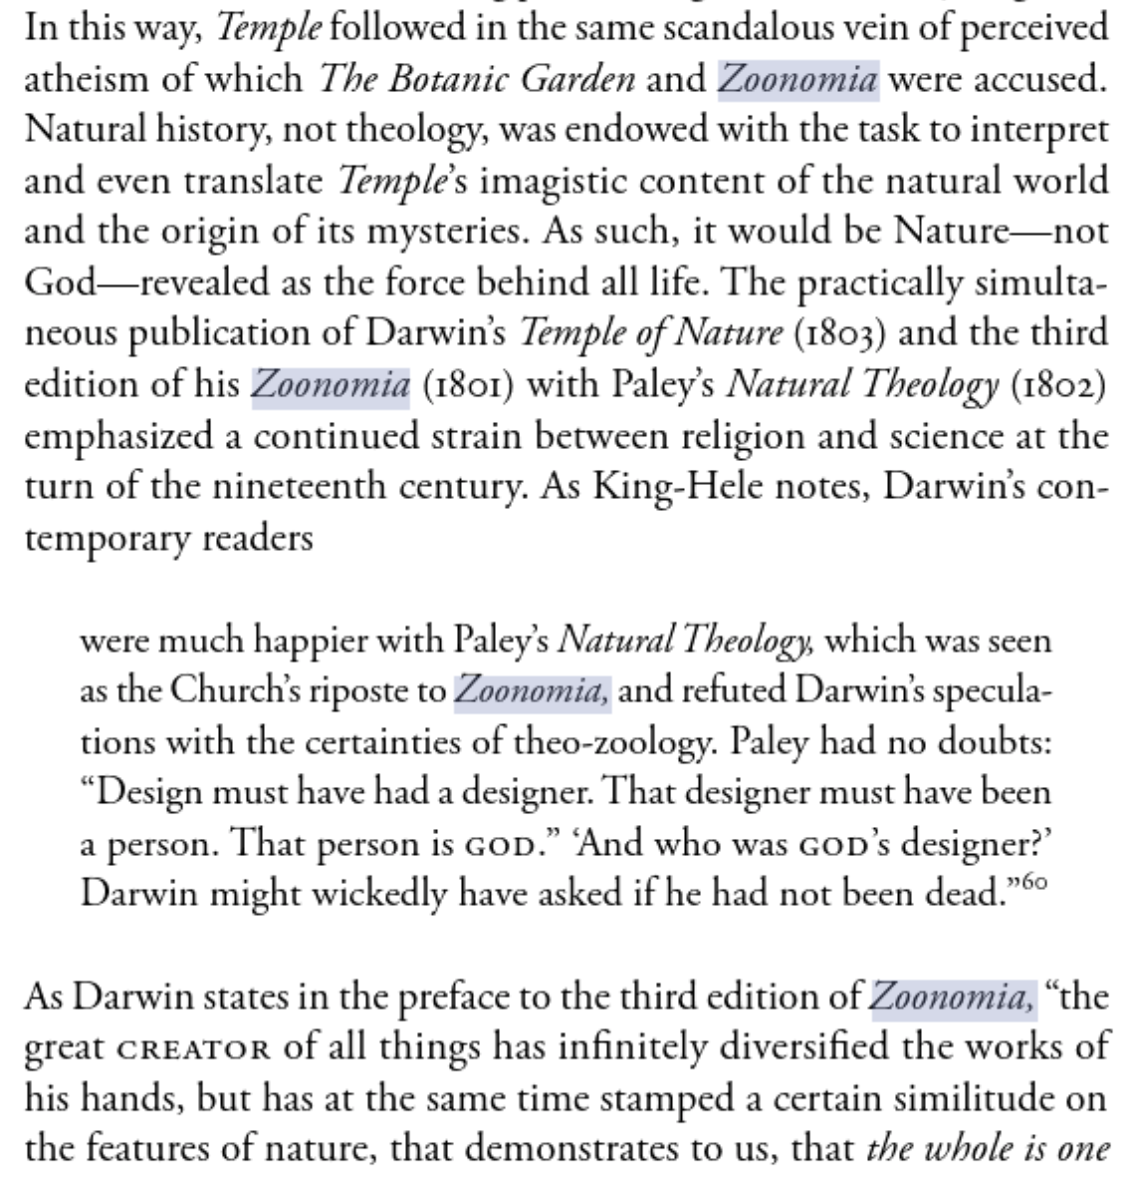 In this way, Temple followed in the same scandalous vein of perceived
atheism of which The Botanic Garden and Zoonomia were accused.
Natural history, not theology, was endowed with the task to interpret
and even translate Temple’s imagistic content of the natural world
and the origin of its mysteries. As such, it would be Nature—not
God—revealed as the force behind all life. The practically simulta-
neous publication of Darwin’s Temple of Nature (1803) and the third
edition of his Zoonomia (1801) with Paley’s Natural Theology (1802)
emphasized a continued strain between religion and science at the
turn of the nineteenth century. As King-Hele notes, Darwin’s con-
temporary readers
were much happier with Paley’s Natural Theology, which was seen
as the Church’s riposte to Zoonomia, and refuted Darwin’s specula-
tions with the certainties of theo-zoology. Paley had no doubts:
“Design must have had a designer. That designer must have been
a person. That person is GOD.” ‘And who was GOD’s designer?’
Darwin might wickedly have asked if he had not been dead.”60
As Darwin states in the preface to the third edition of Zoonomia, “the
great CREATOR of all things has infinitely diversified the works of
his hands, but has at the same time stamped a certain similitude on
the features of nature, that demonstrates to us, that the whole is one